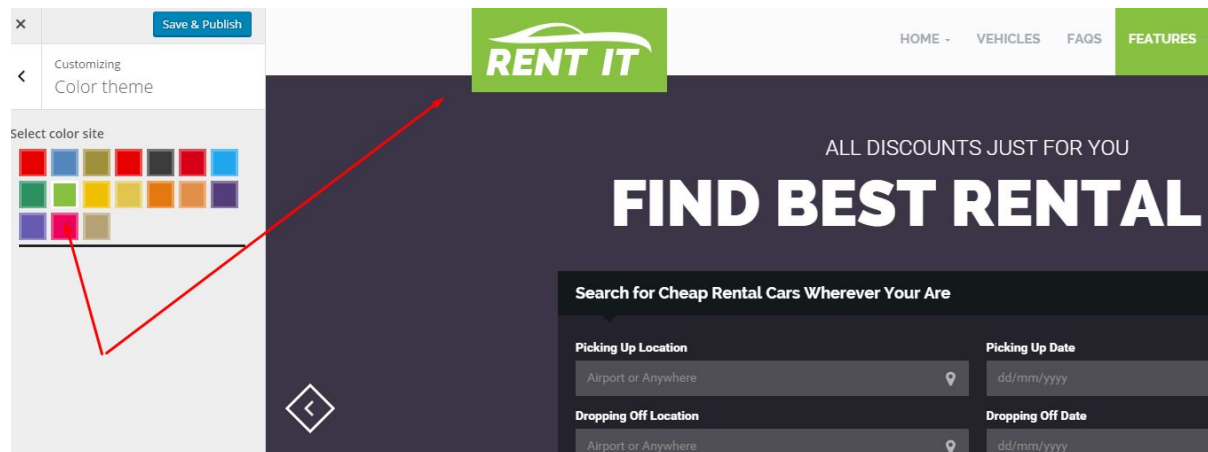 Save & Publish
Customizing
Color theme
Select color site
RENT IT
HOME VEHICLES FAQS FEATURES
ALL DISCOUNTS JUST FOR YOU
FIND BEST RENTAL
Search for Cheap Rental Cars Wherever Your Are
Picking Up Location
Picking Up Date
Airport or Anywhere
dd/mm/yyyy
Dropping Off Location
Dropping Off Date
Airport or Anywhere
dd/mm/yyyy